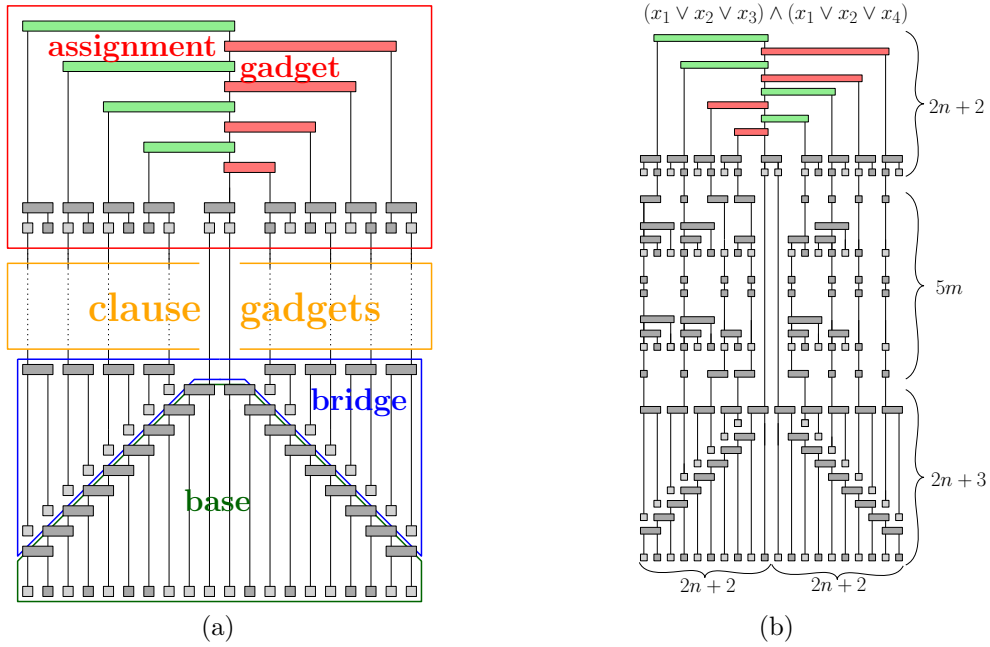 assignment
gadget
clause gadgets
bridge
base
(a)
(x₁ ∨ x₂ ∨ x₃) ∧ (x₁ ∨ x₂ ∨ x₄)
2n + 2
5m
2n + 3
2n + 2 2n + 2
(b)